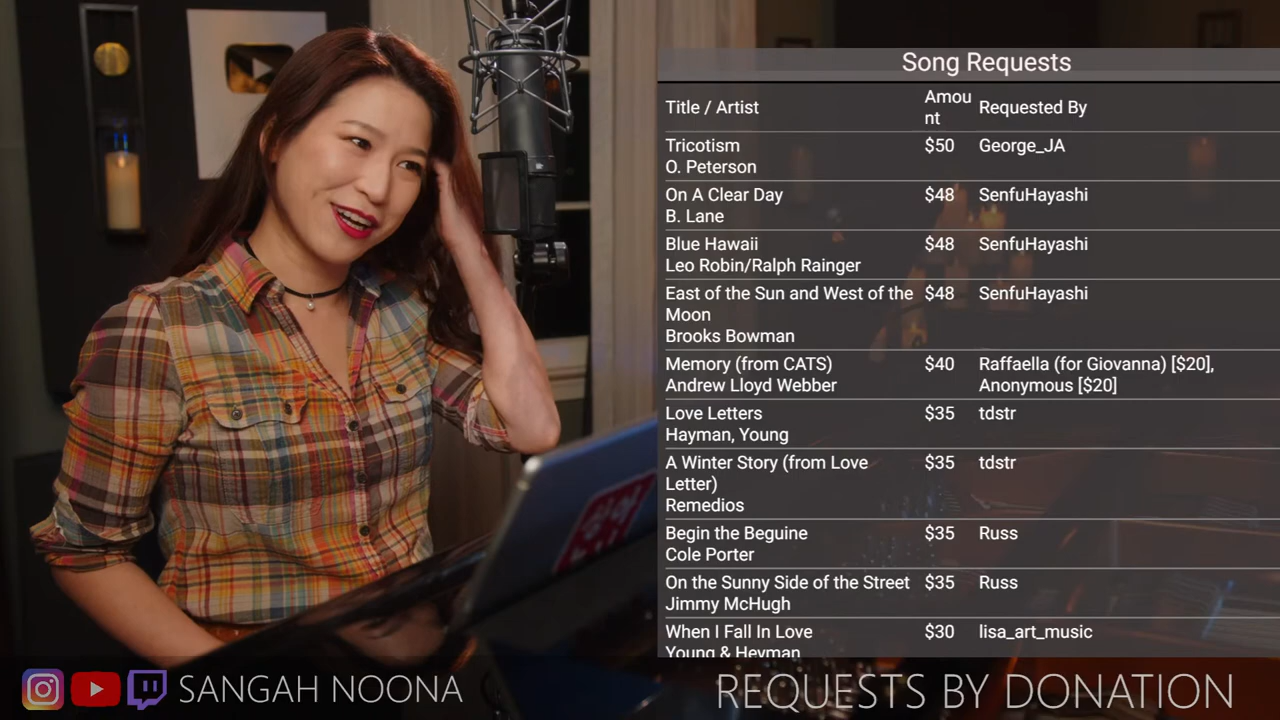 Song Requests
Title / Artist
Amou
nt
Requested By
Tricotism
O. Peterson
$50
George_JA
On A Clear Day
B. Lane
$48
SenfuHayashi
Blue Hawaii
Leo Robin/Ralph Rainger
$48
SenfuHayashi
East of the Sun and West of the
Moon
Brooks Bowman
$48
SenfuHayashi
Memory (from CATS)
Andrew Lloyd Webber
$40
Raffaella (for Giovanna) [$20],
Anonymous [$20]
Love Letters
Hayman, Young
$35
tdstr
A Winter Story (from Love
Letter)
Remedios
$35
tdstr
Begin the Beguine
Cole Porter
$35
Russ
On the Sunny Side of the Street
Jimmy McHugh
$35
Russ
When I Fall In Love
Young & Heyman
$30
lisa_art_music
SANGAH NOONA
REQUESTS BY DONATION